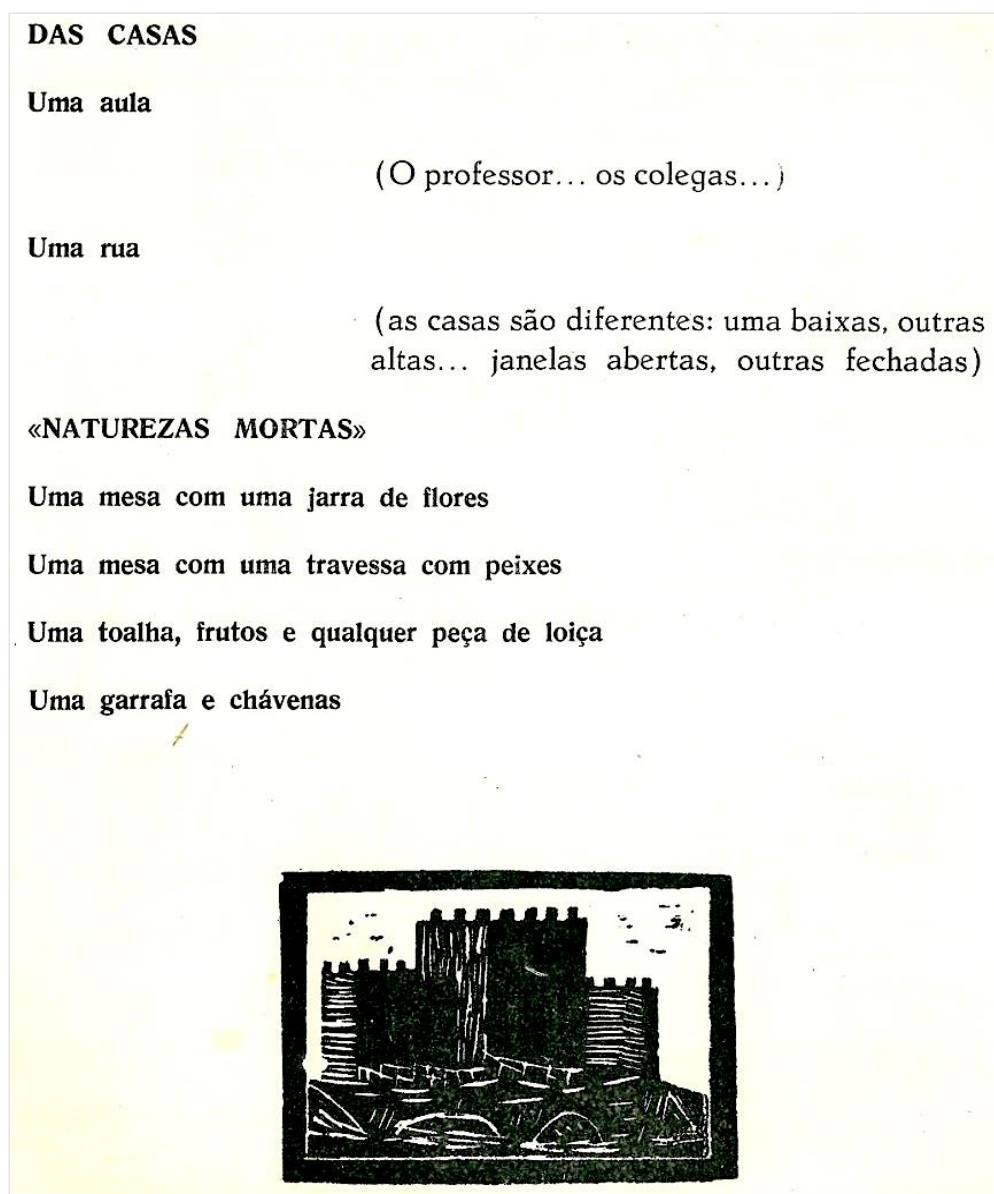 DAS CASAS
Uma aula
(O professor... os colegas...)
Uma rua
(as casas são diferentes: uma baixas, outras
altas... janelas abertas, outras fechadas)
«NATUREZAS MORTAS»
Uma mesa com uma jarra de flores
Uma mesa com uma travessa com peixes
Uma toalha, frutos e qualquer peça de loiça
Uma garrafa e chávenas